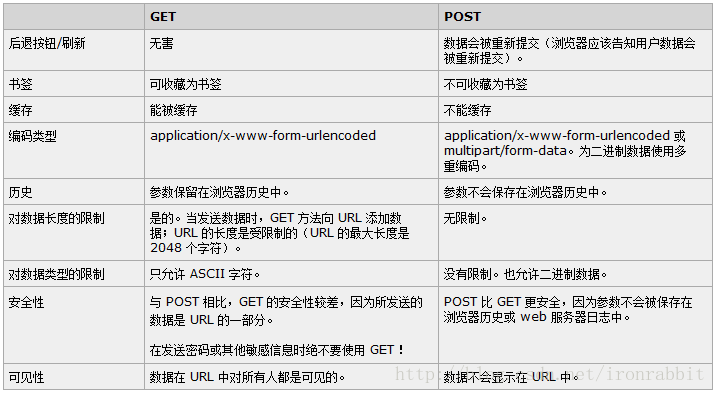 GET POST
后退按钮/刷新 无害 数据会被重新提交（浏览器应该告知用户数据会
被重新提交）。
书签 可收藏为书签 不可收藏为书签
缓存 能被缓存 不能缓存
编码类型 application/x-www-form-urlencoded application/x-www-form-urlencoded 或
multipart/form-data。为二进制数据使用多
重编码。
历史 参数保留在浏览器历史中。 参数不会保存在浏览器历史中。
对数据长度的限制 是的。当发送数据时，GET 方法向 URL 添加数 无限制。
据；URL 的长度是受限制的（URL 的最大长度是
2048 个字符）。
对数据类型的限制 只允许 ASCII 字符。 没有限制。也允许二进制数据。
安全性 与 POST 相比，GET 的安全性较差，因为所发送的 POST 比 GET 更安全，因为参数不会被保存在
数据是 URL 的一部分。 浏览器历史或 web 服务器日志中。
在发送密码或其他敏感信息时绝不要使用 GET！
可见性 数据在 URL 中对所有人都是可见的。 数据不会显示在 URL 中。